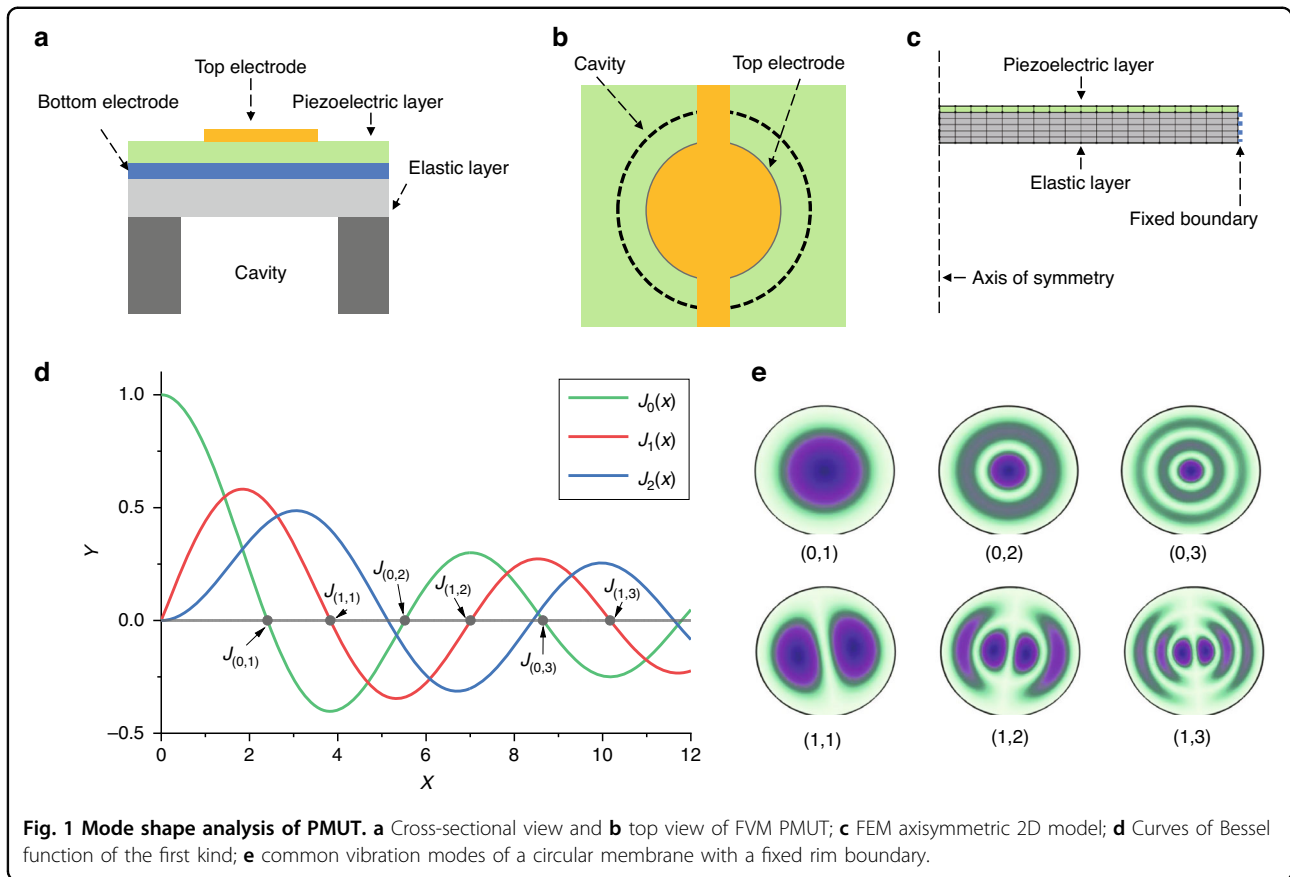 a
Top electrode
Bottom electrode
Piezoelectric layer
Elastic layer
Cavity
b
Cavity
Top electrode
c
Piezoelectric layer
Elastic layer
Fixed boundary
Axis of symmetry
d
1.0
0.5
0.0
−0.5
Y
J0(x)
J1(x)
J2(x)
J(0,1)
J(1,1)
J(0,2)
J(1,2)
J(0,3)
J(1,3)
0 2 4 6 8 10 12
X
e
(0,1) (0,2) (0,3)
(1,1) (1,2) (1,3)
Fig. 1 Mode shape analysis of PMUT. a Cross-sectional view and b top view of FVM PMUT; c FEM axisymmetric 2D model; d Curves of Bessel
function of the first kind; e common vibration modes of a circular membrane with a fixed rim boundary.